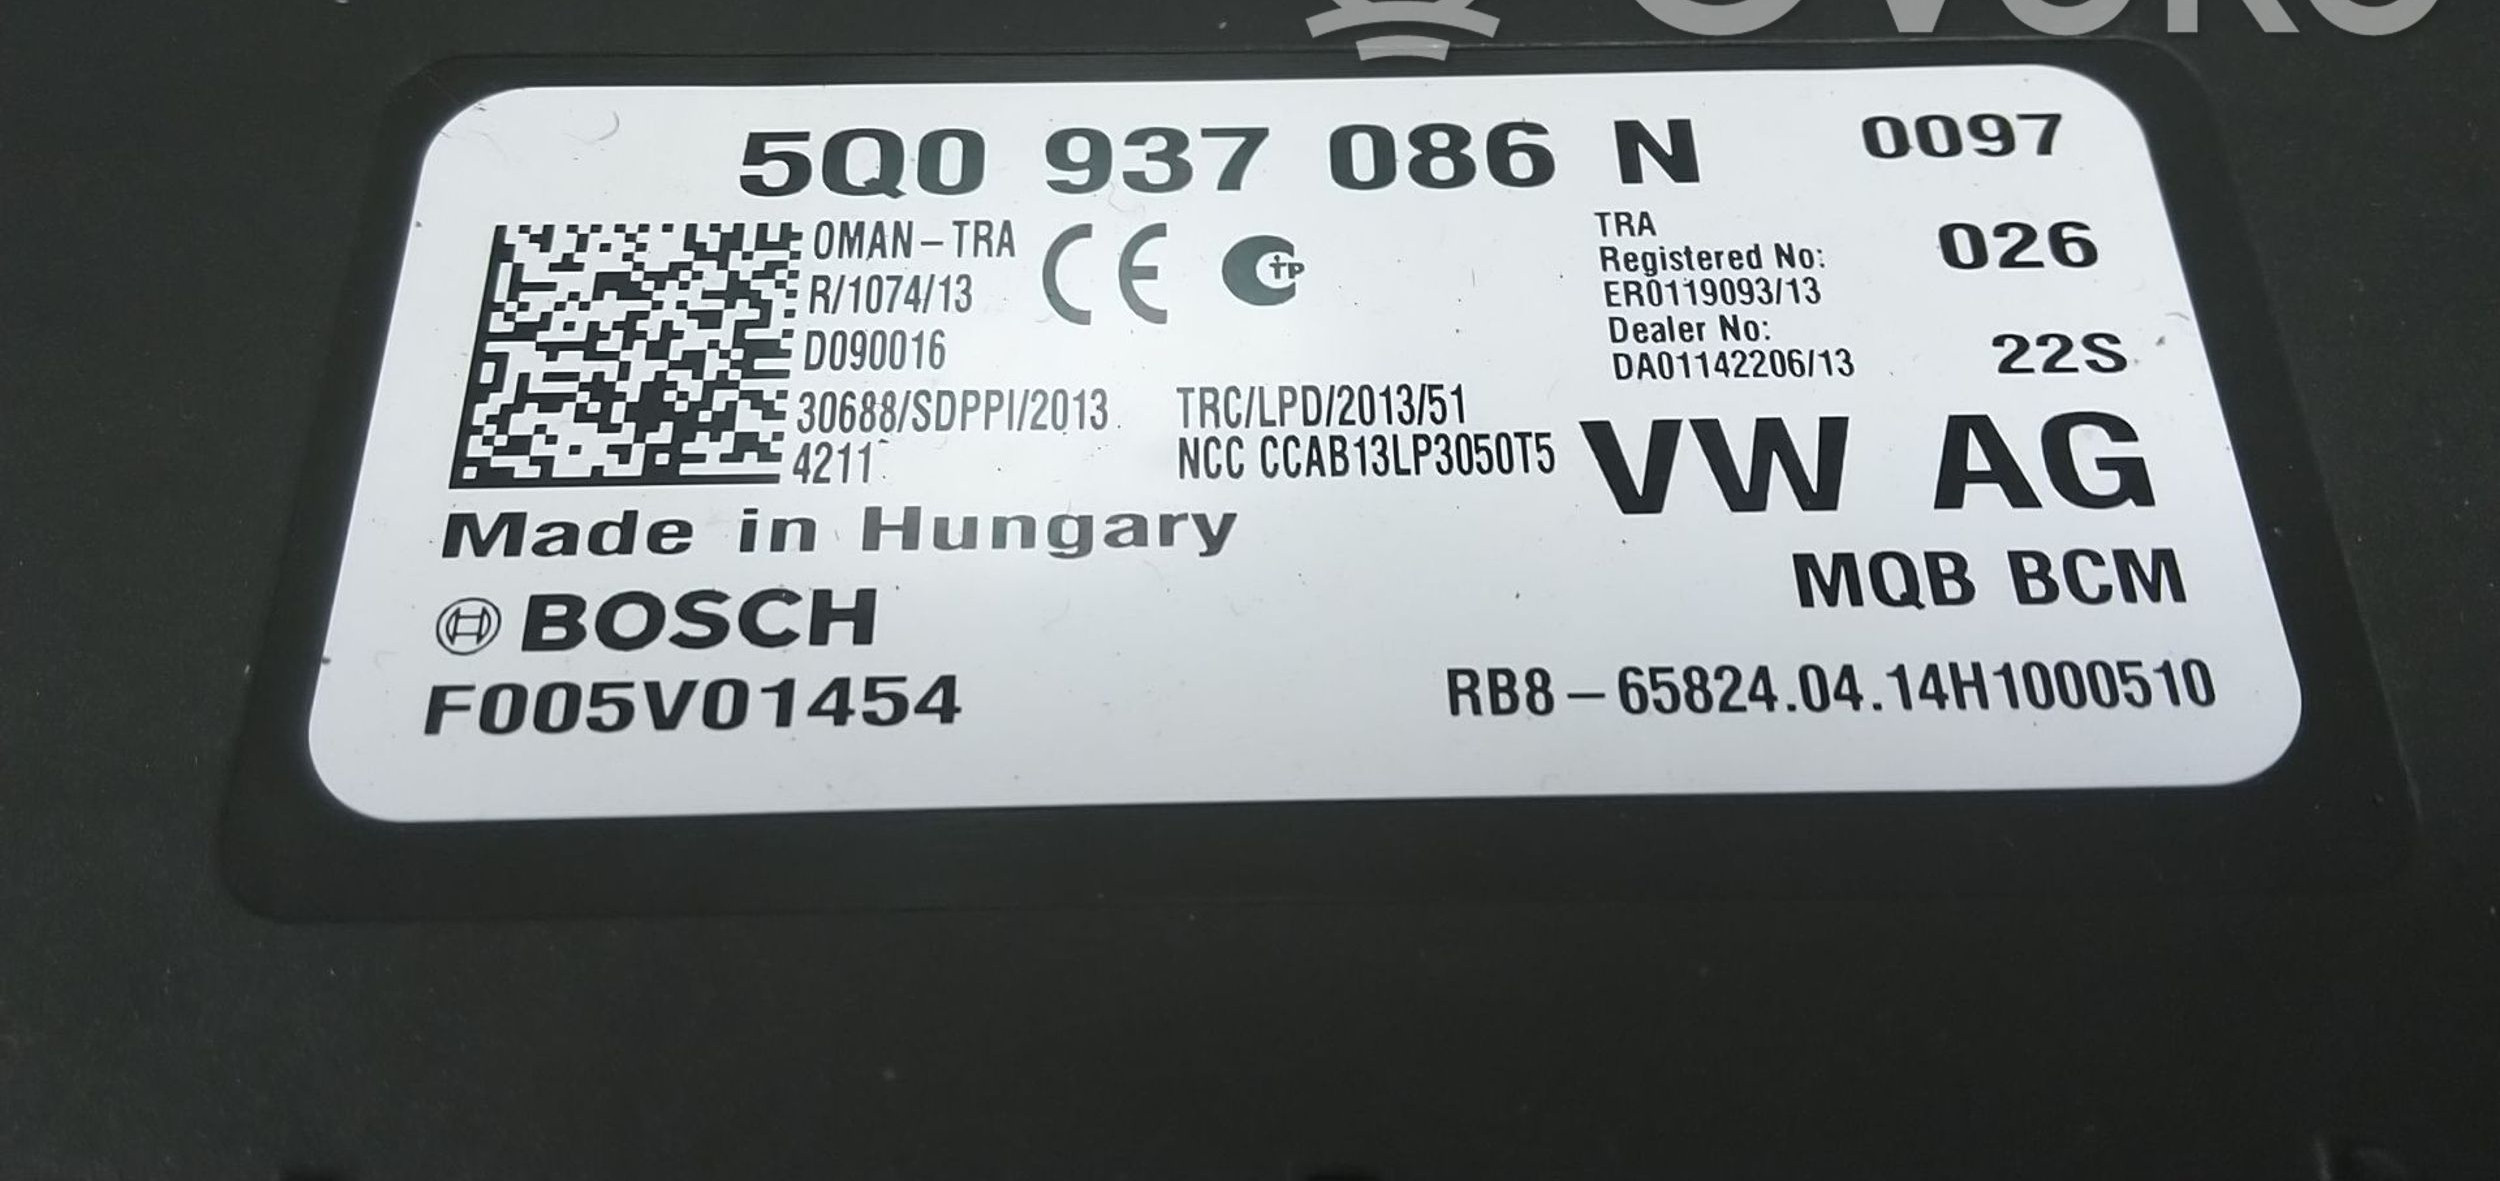 5Q0 937 086 N 0097
OMAN-TRA
R/1074/13
D090016
30688/SDPPI/2013
4211
CE
TRC/LPD/2013/51
NCC CCAB13LP3050T5
TRA
Registered No:
ER0119093/13
Dealer No:
DA01142206/13
026
22S
VW AG
MQB BCM
Made in Hungary
BOSCH
F005V01454
RB8-65824.04.14H1000510